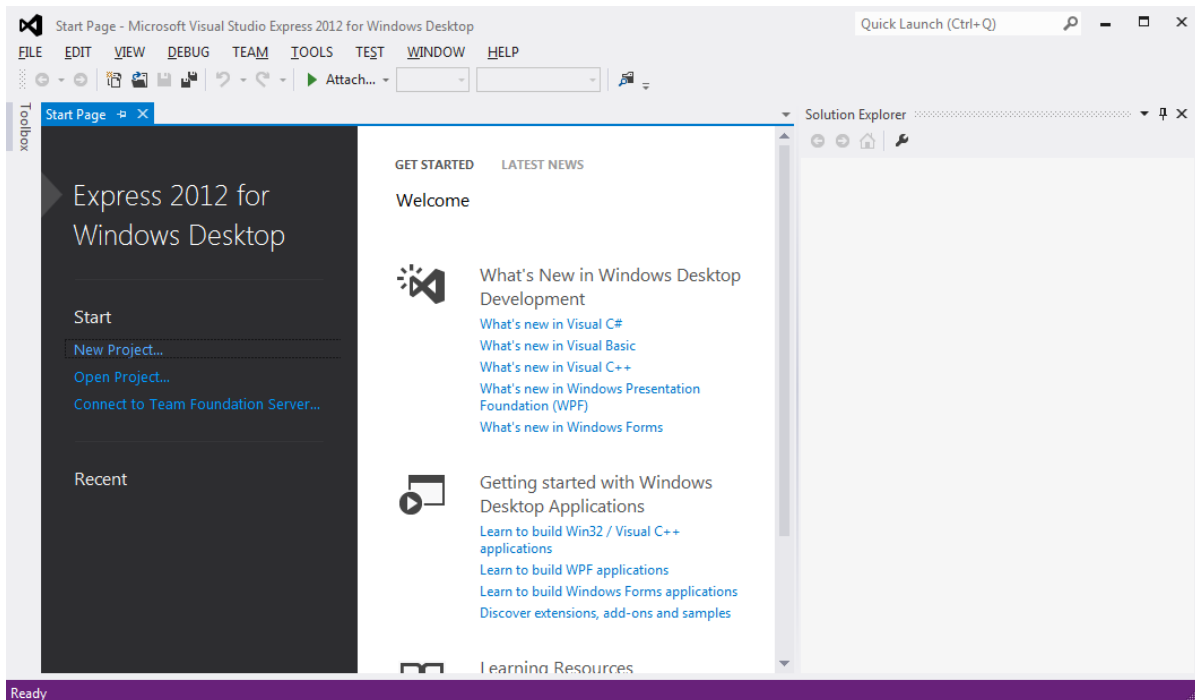 Start Page - Microsoft Visual Studio Express 2012 for Windows Desktop
Quick Launch (Ctrl+Q)
FILE EDIT VIEW DEBUG TEAM TOOLS TEST WINDOW HELP
Attach...
Toolbox
Start Page
Solution Explorer
Express 2012 for
Windows Desktop
Start
New Project...
Open Project...
Connect to Team Foundation Server...
Recent
GET STARTED LATEST NEWS
Welcome
What's New in Windows Desktop
Development
What's new in Visual C#
What's new in Visual Basic
What's new in Visual C++
What's new in Windows Presentation
Foundation (WPF)
What's new in Windows Forms
Getting started with Windows
Desktop Applications
Learn to build Win32 / Visual C++
applications
Learn to build WPF applications
Learn to build Windows Forms applications
Discover extensions, add-ons and samples
Learning Resources
Ready